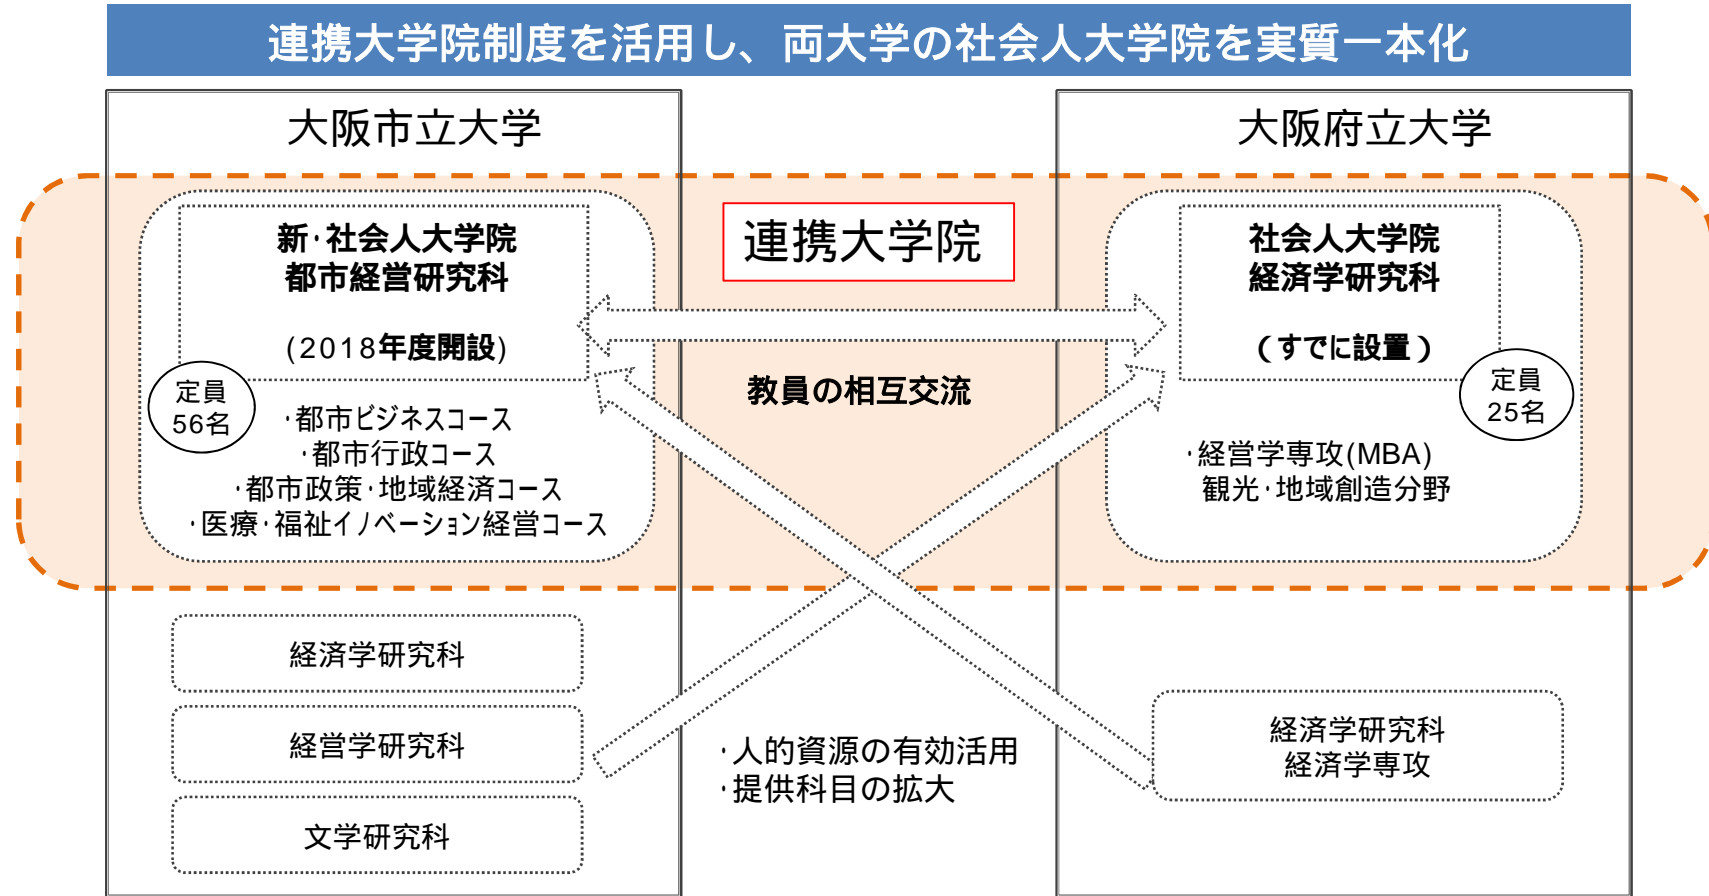 連携大学院制度を活用し、両大学の社会人大学院を実質一本化
大阪市立大学
新・社会人大学院
都市経営研究科
(2018年度開設)
定員
56名
・都市ビジネスコース
・都市行政コース
・都市政策・地域経済コース
・医療・福祉イノベーション経営コース
経済学研究科
経営学研究科
文学研究科
連携大学院
教員の相互交流
・人的資源の有効活用
・提供科目の拡大
大阪府立大学
社会人大学院
経済学研究科
（すでに設置）
定員
25名
・経営学専攻(MBA)
観光・地域創造分野
経済学研究科
経済学専攻